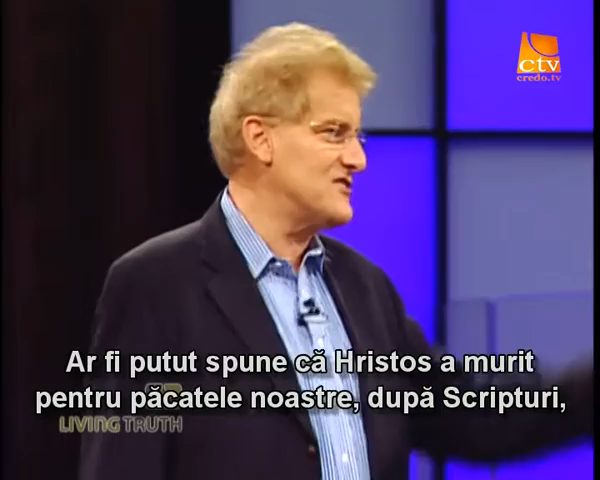 ctv
credo.tv
Ar fi putut spune că Hristos a murit
pentru păcatele noastre, după Scripturi,
LIVING TRUTH